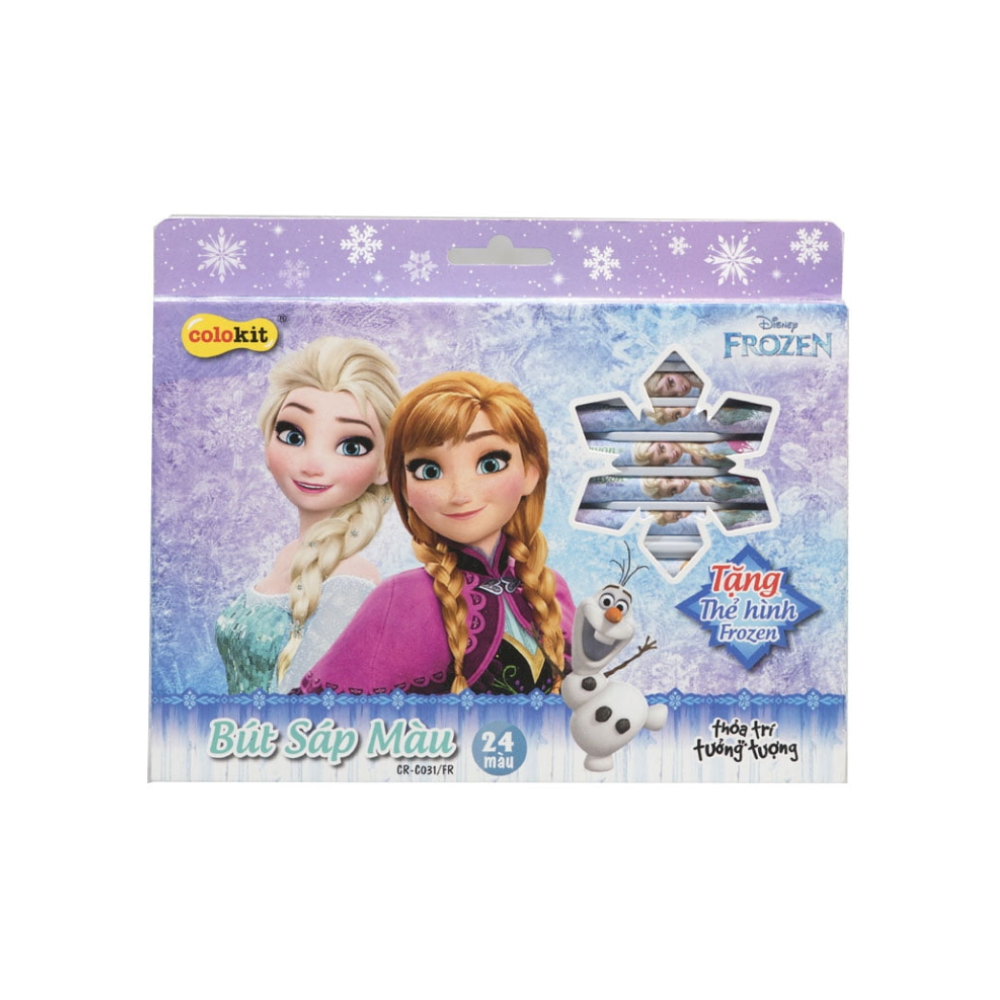 colokit®
Disney
FROZEN
Tặng
Thẻ hình
Frozen
Bút Sáp Màu
24
màu
CR-C031/FR
thỏa trí
tưởng tượng